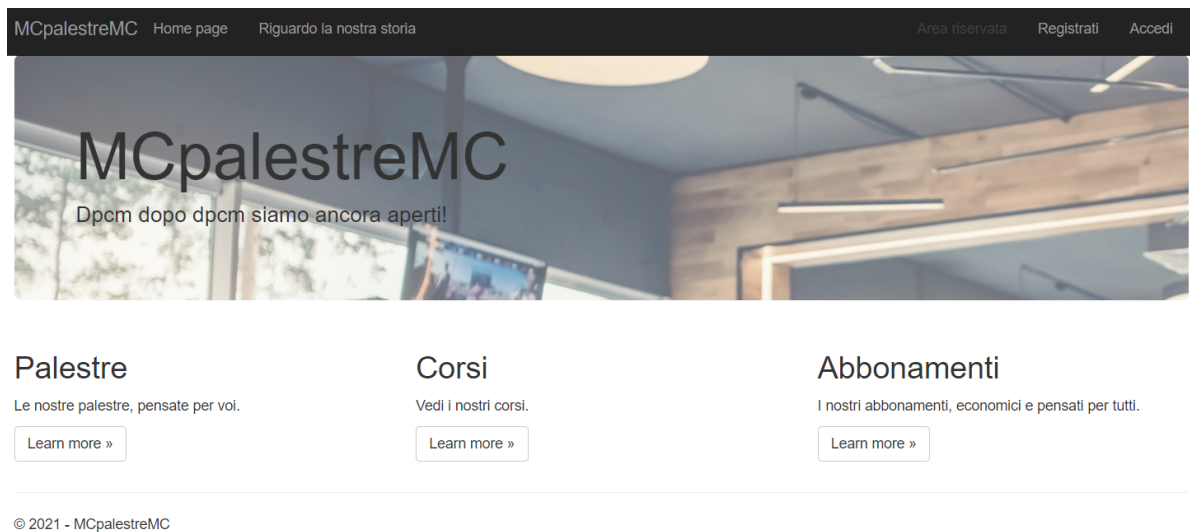 MCpalestreMC Home page Riguardo la nostra storia Area riservata Registrati Accedi
MCpalestreMC
Dpcm dopo dpcm siamo ancora aperti!
Palestre
Le nostre palestre, pensate per voi.
Learn more »
Corsi
Vedi i nostri corsi.
Learn more »
Abbonamenti
I nostri abbonamenti, economici e pensati per tutti.
Learn more »
© 2021 - MCpalestreMC